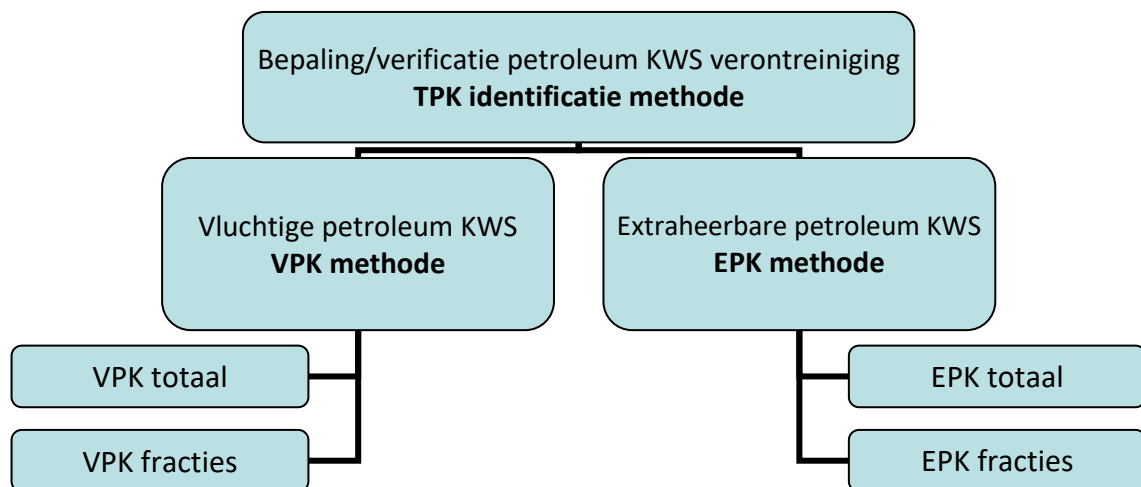 Bepaling/verificatie petroleum KWS verontreiniging
TPK identificatie methode
Vluchtige petroleum KWS
VPK methode
Extraheerbare petroleum KWS
EPK methode
VPK totaal
EPK totaal
VPK fracties
EPK fracties